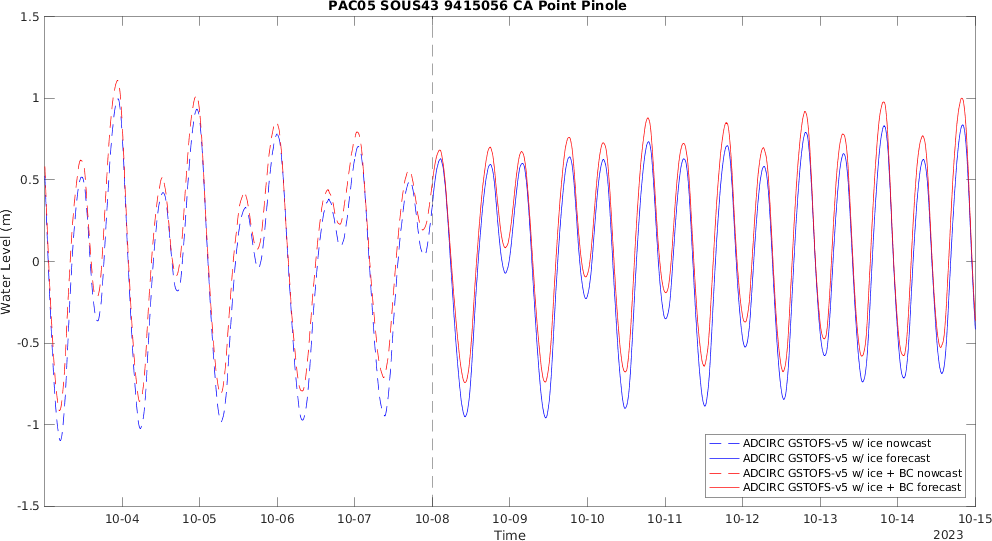 PAC05 SOUS43 9415056 CA Point Pinole
1.5
1
0.5
0
-0.5
-1
-1.5
Water Level (m)
10-04 10-05 10-06 10-07 10-08 10-09 10-10 10-11 10-12 10-13 10-14 10-15
Time
2023
ADCIRC GSTOFS-v5 w/ ice nowcast
ADCIRC GSTOFS-v5 w/ ice forecast
ADCIRC GSTOFS-v5 w/ ice + BC nowcast
ADCIRC GSTOFS-v5 w/ ice + BC forecast